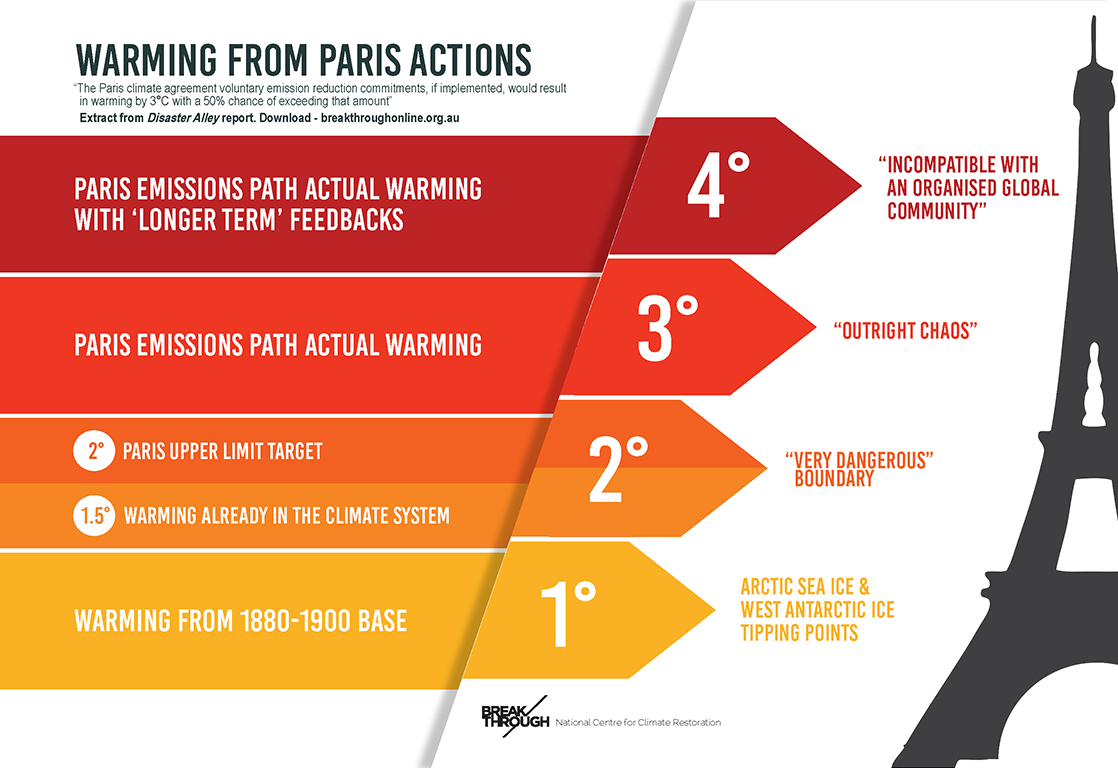 WARMING FROM PARIS ACTIONS
“The Paris climate agreement voluntary emission reduction commitments, if implemented, would result
in warming by 3°C with a 50% chance of exceeding that amount”
Extract from Disaster Alley report. Download - breakthroughonline.org.au
PARIS EMISSIONS PATH ACTUAL WARMING
WITH ‘LONGER TERM’ FEEDBACKS
4°
“INCOMPATIBLE WITH
AN ORGANISED GLOBAL
COMMUNITY”
PARIS EMISSIONS PATH ACTUAL WARMING
3°
“OUTRIGHT CHAOS”
2° PARIS UPPER LIMIT TARGET
1.5° WARMING ALREADY IN THE CLIMATE SYSTEM
2°
“VERY DANGEROUS”
BOUNDARY
WARMING FROM 1880-1900 BASE
1°
ARCTIC SEA ICE &
WEST ANTARCTIC ICE
TIPPING POINTS
BREAK
THROUGH
National Centre for Climate Restoration